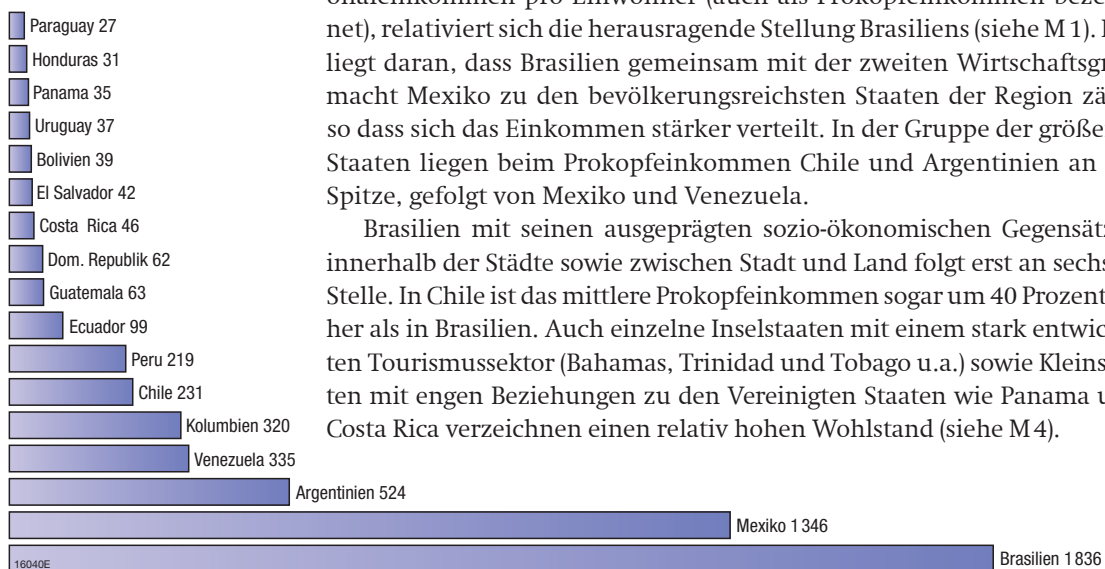 Paraguay 27
Honduras 31
Panama 35
Uruguay 37
Bolivien 39
El Salvador 42
Costa Rica 46
Dom. Republik 62
Guatemala 63
Ecuador 99
Peru 219
Chile 231
Kolumbien 320
Venezuela 335
Argentinien 524
Mexiko 1 346
Brasilien 1 836
16040E
pro Einwohner (auch als Prokopfeinkommen
net), relativiert sich die herausragende Stellung Brasiliens (siehe M 1).
liegt daran, dass Brasilien gemeinsam mit der zweiten Wirtschaftsgr
macht Mexiko zu den bevölkerungsreichsten Staaten der Region zä
so dass sich das Einkommen stärker verteilt. In der Gruppe der größe
Staaten liegen beim Prokopfeinkommen Chile und Argentinien an
Spitze, gefolgt von Mexiko und Venezuela.
Brasilien mit seinen ausgeprägten sozio-ökonomischen Gegensätz
innerhalb der Städte sowie zwischen Stadt und Land folgt erst an sechs
Stelle. In Chile ist das mittlere Prokopfeinkommen sogar um 40 Prozent
her als in Brasilien. Auch einzelne Inselstaaten mit einem stark entwic
ten Tourismussektor (Bahamas, Trinidad und Tobago u.a.) sowie Kleins
ten mit engen Beziehungen zu den Vereinigten Staaten wie Panama u
Costa Rica verzeichnen einen relativ hohen Wohlstand (siehe M 4).